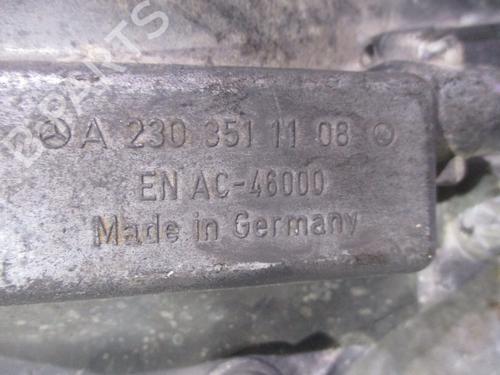 B PARTS
A 230 351 11 08
EN AC-46000
Made in Germany